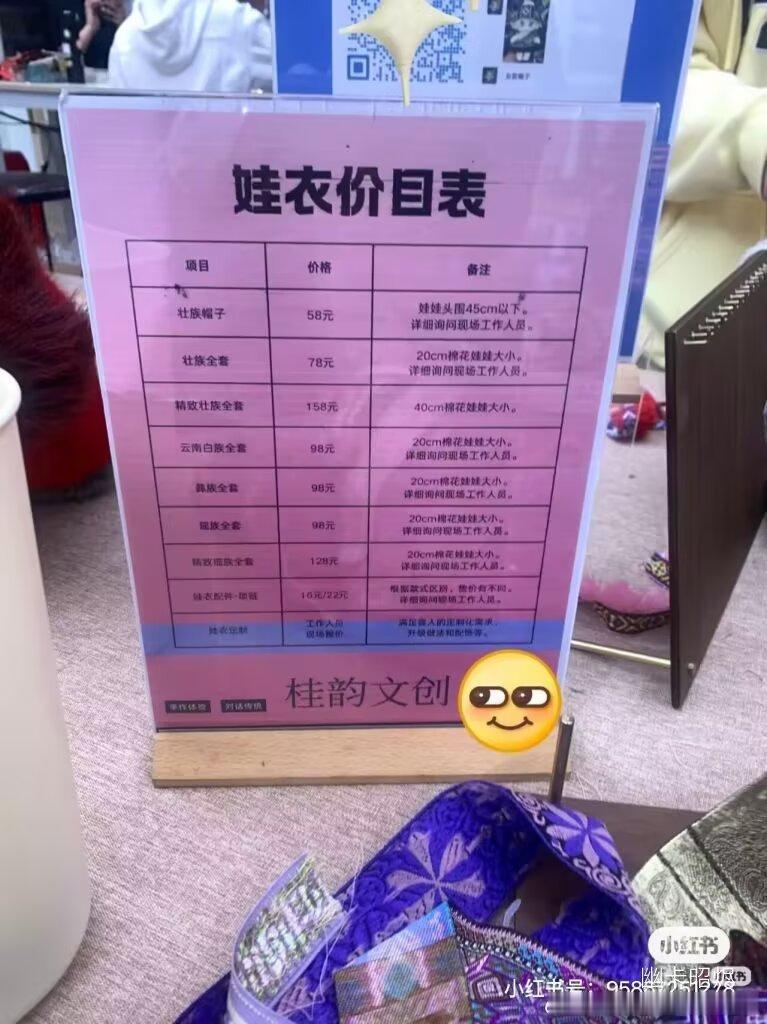 娃衣价目表
项目 价格 备注
壮族帽子 58元 娃娃头围45cm以下。
详细询问现场工作人员。
壮族全套 78元 20cm棉花娃娃大小。
详细询问现场工作人员。
精致壮族全套 158元 40cm棉花娃娃大小。
云南白族全套 98元 20cm棉花娃娃大小。
详细询问现场工作人员。
彝族全套 98元 20cm棉花娃娃大小。
详细询问现场工作人员。
瑶族全套 98元 20cm棉花娃娃大小。
详细询问现场工作人员。
精致瑶族全套 128元 20cm棉花娃娃大小。
详细询问现场工作人员。
娃衣配件-项链 16元/22元 根据款式区别，售价有不同。
详细询问现场工作人员。
娃衣定制 工作人员 满足客人的定制化需求，
现场报价 升级做法和配饰等。
手作体验 对话传统 桂韵文创
小红书
小红书
小红书号：